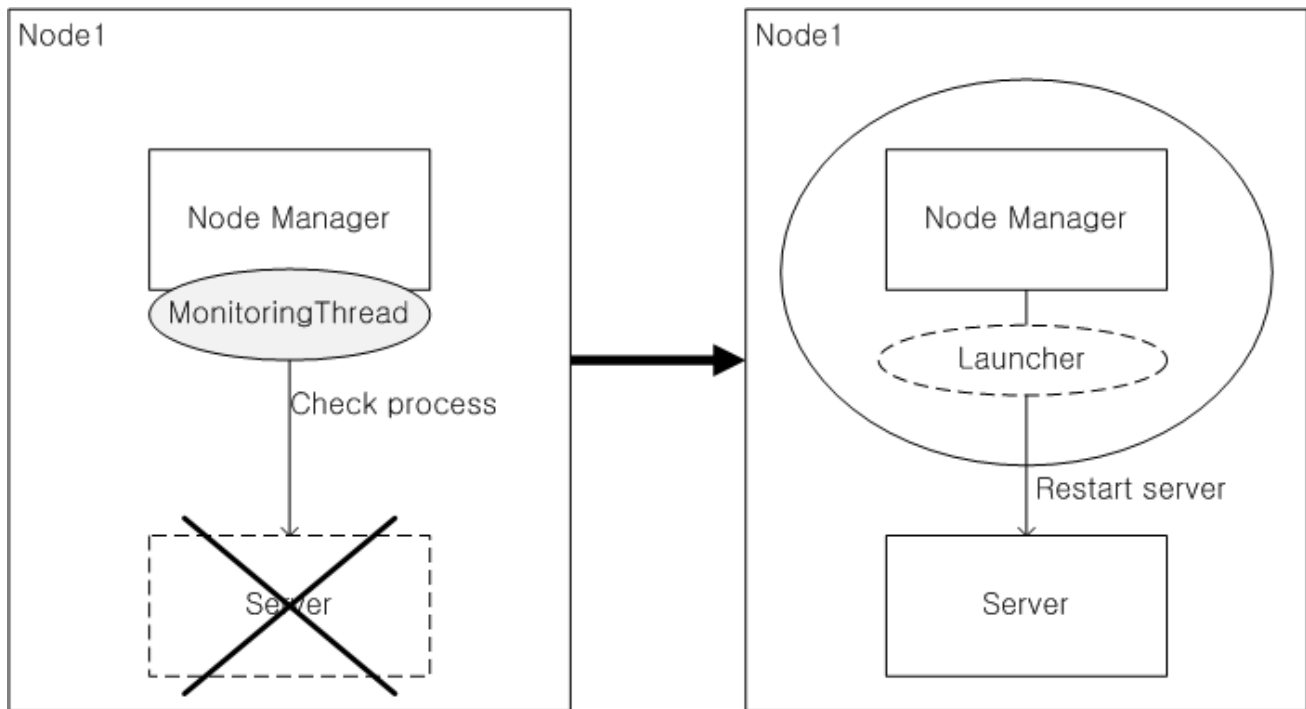 Node1
Node Manager
MonitoringThread
Check process
Server
Node1
Node Manager
Launcher
Restart server
Server